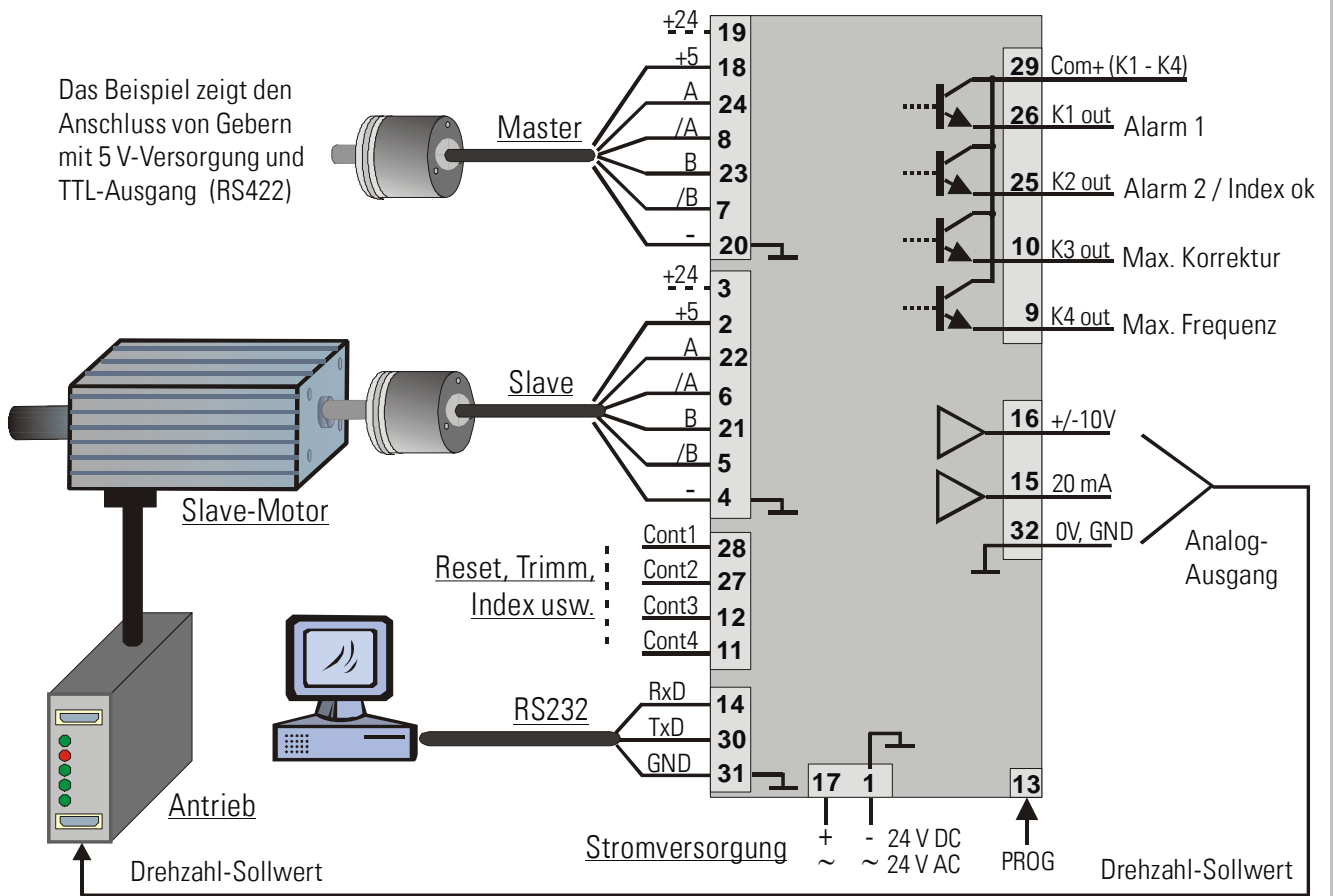 Das Beispiel zeigt den
Anschluss von Gebern
mit 5 V-Versorgung und
TTL-Ausgang (RS422)
Master
+24 19
+5 18
A 24
/A 8
B 23
/B 7
- 20
Slave-Motor
Slave
+24 3
+5 2
A 22
/A 6
B 21
/B 5
- 4
Reset, Trimm,
Index usw.
Cont1 28
Cont2 27
Cont3 12
Cont4 11
RS232
RxD 14
TxD 30
GND 31
Antrieb
Drehzahl-Sollwert
Stromversorgung
17 1
+ - 24 V DC
~ ~ 24 V AC
13
PROG
29 Com+ (K1 - K4)
26 K1 out Alarm 1
25 K2 out Alarm 2 / Index ok
10 K3 out Max. Korrektur
9 K4 out Max. Frequenz
16 +/-10V
15 20 mA
32 0V, GND
Analog-
Ausgang
Drehzahl-Sollwert